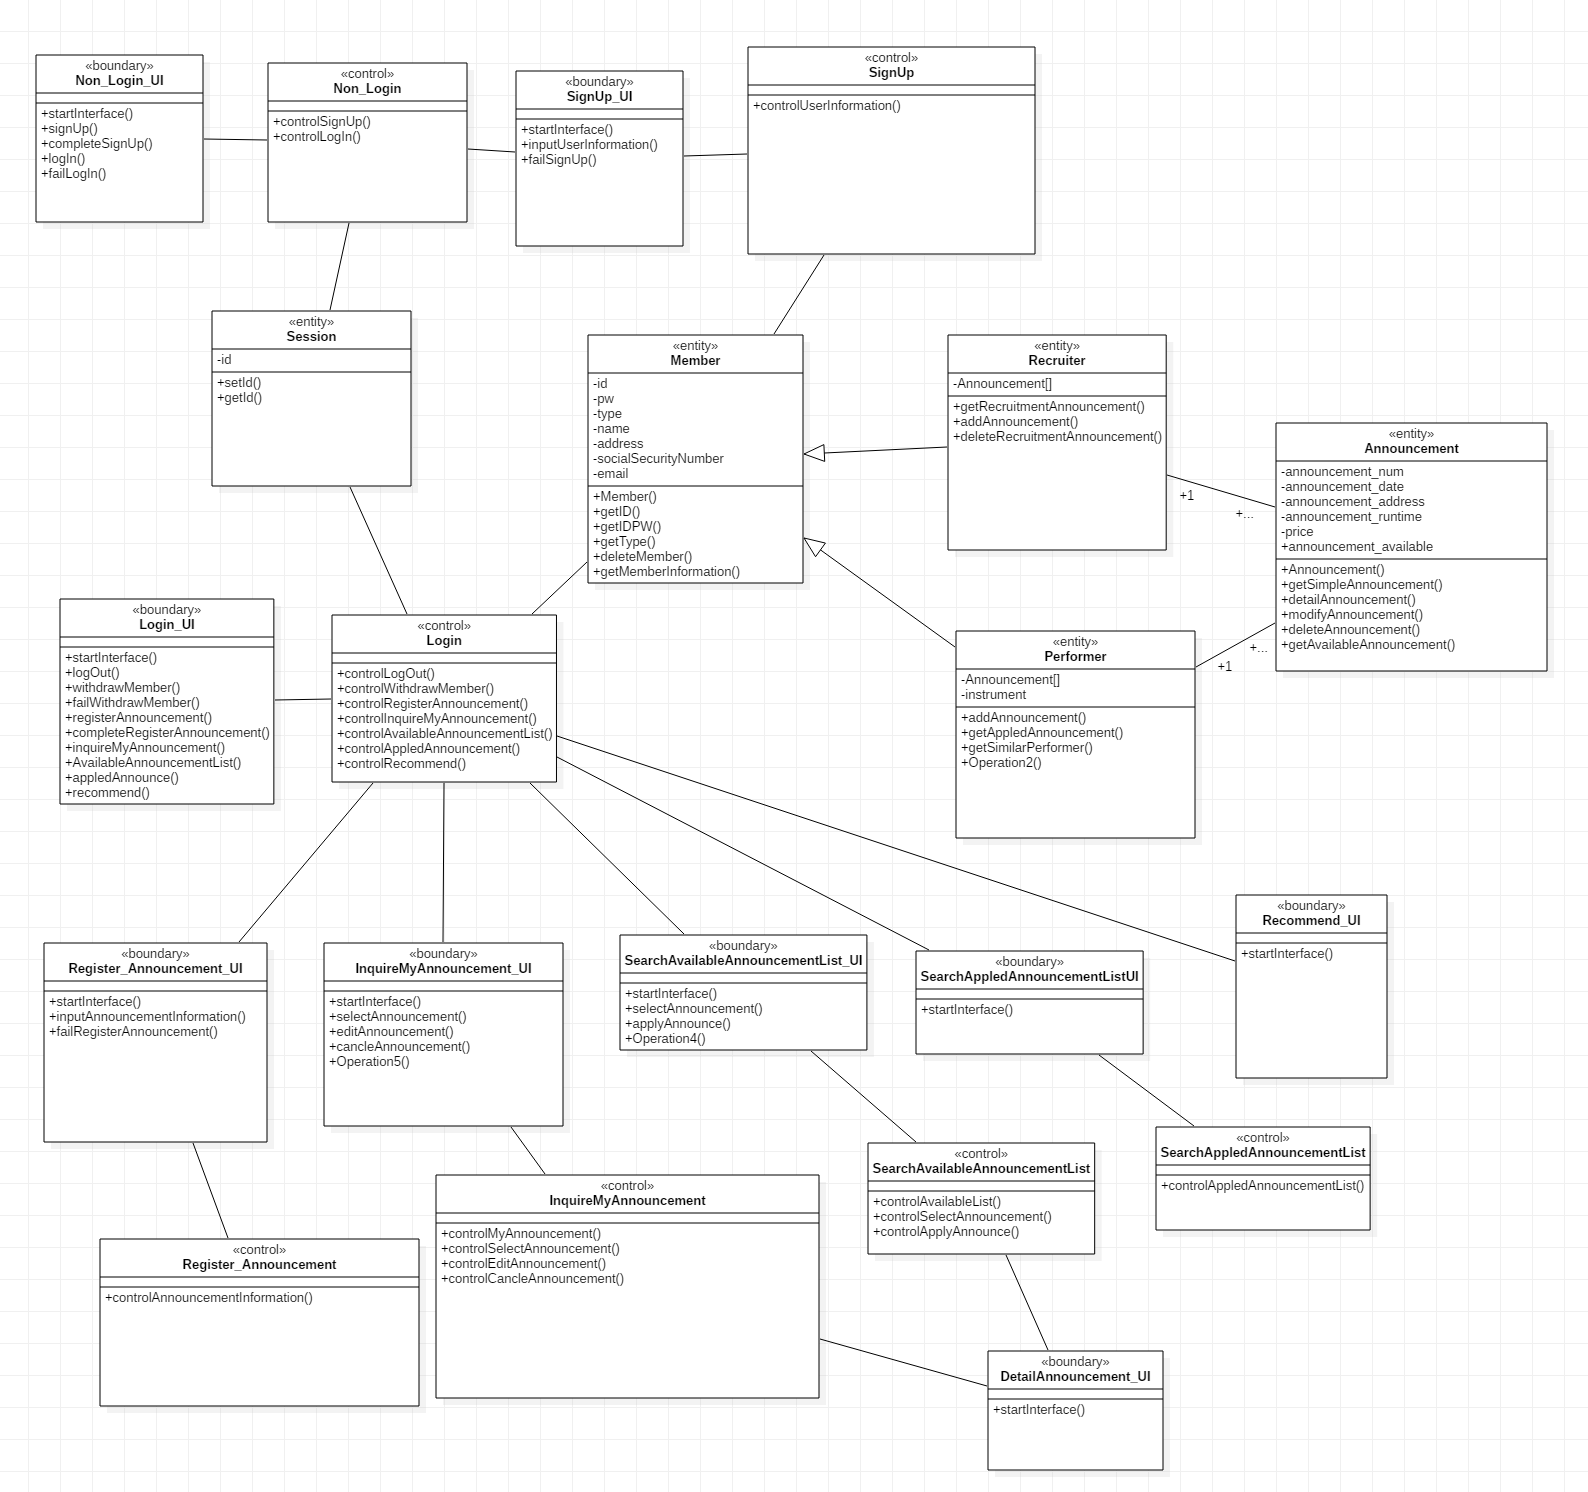 «boundary»
Non_Login_UI
+startInterface()
+signUp()
+completeSignUp()
+logIn()
+failLogIn()
«control»
Non_Login
+controlSignUp()
+controlLogIn()
«boundary»
SignUp_UI
+startInterface()
+inputUserInformation()
+failSignUp()
«control»
SignUp
+controlUserInformation()
«entity»
Session
-id
+setId()
+getId()
«entity»
Member
-id
-pw
-type
-name
-address
-socialSecurityNumber
-email
+Member()
+getID()
+getIDPW()
+getType()
+deleteMember()
+getMemberInformation()
«entity»
Recruiter
-Announcement[]
+getRecruitmentAnnouncement()
+addAnnouncement()
+deleteRecruitmentAnnouncement()
+1
+...
«entity»
Announcement
-announcement_num
-announcement_date
-announcement_address
-announcement_runtime
-price
+announcement_available
+Announcement()
+getSimpleAnnouncement()
+detailAnnouncement()
+modifyAnnouncement()
+deleteAnnouncement()
+getAvailableAnnouncement()
«boundary»
Login_UI
+startInterface()
+logOut()
+withdrawMember()
+failWithdrawMember()
+registerAnnouncement()
+completeRegisterAnnouncement()
+inquireMyAnnouncement()
+AvailableAnnouncementList()
+appledAnnounce()
+recommend()
«control»
Login
+controlLogOut()
+controlWithdrawMember()
+controlRegisterAnnouncement()
+controlInquireMyAnnouncement()
+controlAvailableAnnouncementList()
+controlAppledAnnouncement()
+controlRecommend()
«entity»
Performer
-Announcement[]
-instrument
+addAnnouncement()
+getAppledAnnouncement()
+getSimilarPerformer()
+Operation2()
+1
+...
«boundary»
Register_Announcement_UI
+startInterface()
+inputAnnouncementInformation()
+failRegisterAnnouncement()
«boundary»
InquireMyAnnouncement_UI
+startInterface()
+selectAnnouncement()
+editAnnouncement()
+cancleAnnouncement()
+Operation5()
«boundary»
SearchAvailableAnnouncementList_UI
+startInterface()
+selectAnnouncement()
+applyAnnounce()
+Operation4()
«boundary»
SearchAppledAnnouncementListUI
+startInterface()
«boundary»
Recommend_UI
+startInterface()
«control»
Register_Announcement
+controlAnnouncementInformation()
«control»
InquireMyAnnouncement
+controlMyAnnouncement()
+controlSelectAnnouncement()
+controlEditAnnouncement()
+controlCancleAnnouncement()
«control»
SearchAvailableAnnouncementList
+controlAvailableList()
+controlSelectAnnouncement()
+controlApplyAnnounce()
«control»
SearchAppledAnnouncementList
+controlAppledAnnouncementList()
«boundary»
DetailAnnouncement_UI
+startInterface()